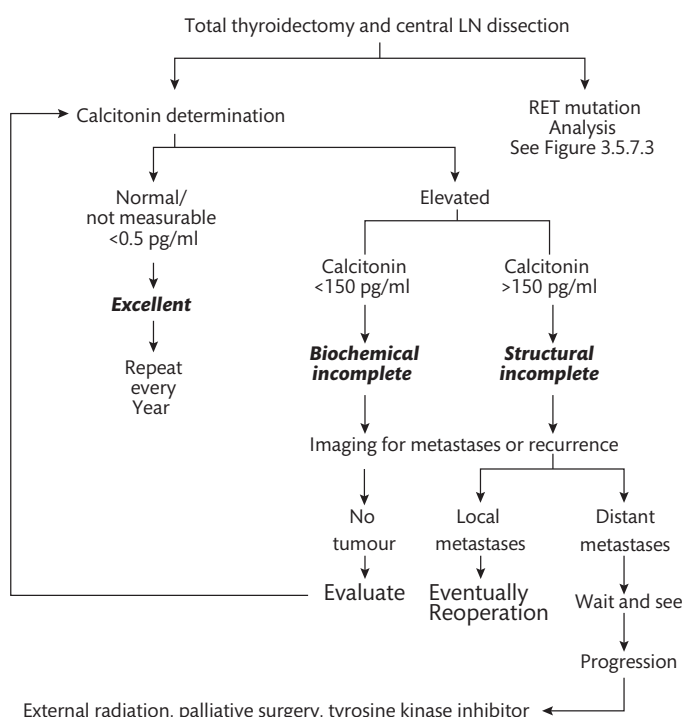 Total thyroidectomy and central LN dissection
Calcitonin determination
RET mutation
Analysis
See Figure 3.5.7.3
Normal/
not measurable
<0.5 pg/ml
Elevated
Calcitonin
<150 pg/ml
Calcitonin
>150 pg/ml
Excellent
Biochemical
incomplete
Structural
incomplete
Repeat
every
Year
Imaging for metastases or recurrence
No
tumour
Local
metastases
Distant
metastases
Evaluate
Eventually
Reoperation
Wait and see
Progression
External radiation, palliative surgery, tyrosine kinase inhibitor